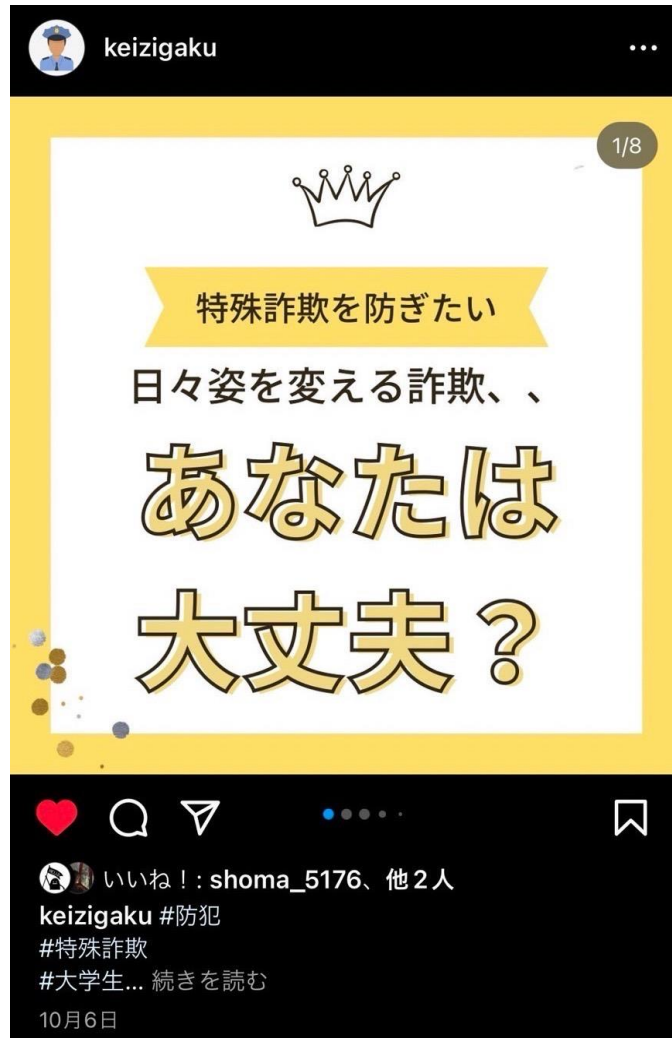 keizigaku
1/8
特殊詐欺を防ぎたい
日々姿を変える詐欺、、
あなたは
大丈夫？
いいね！: shoma_5176、他2人
keizigaku #防犯
#特殊詐欺
#大学生... 続きを読む
10月6日